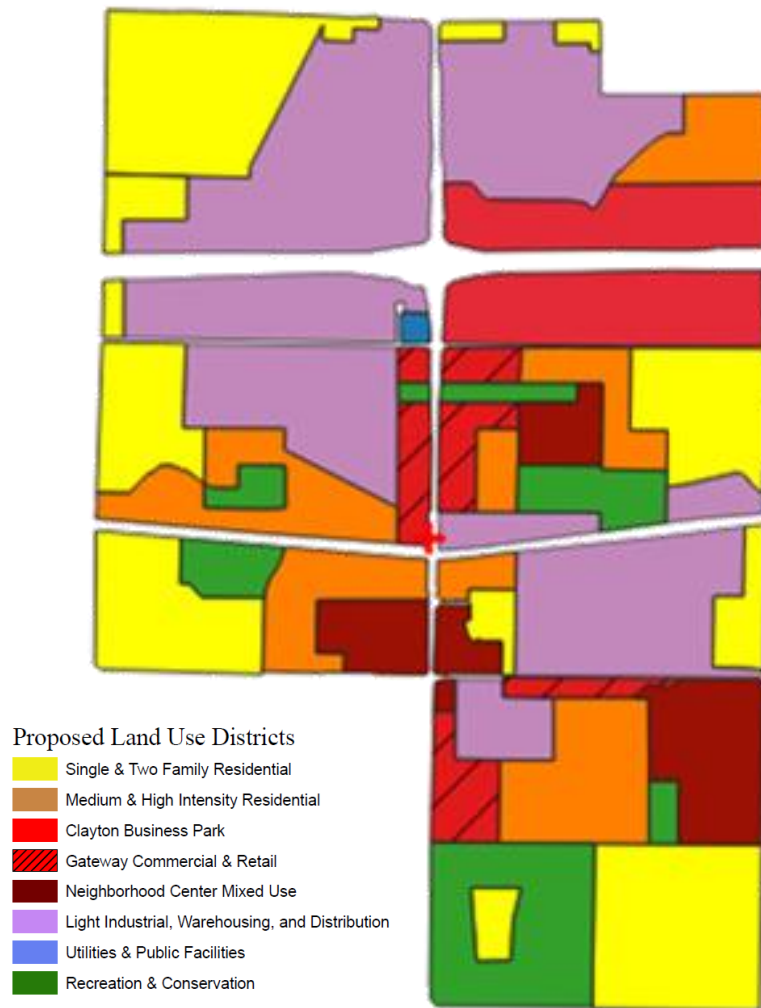 Proposed Land Use Districts
Single & Two Family Residential
Medium & High Intensity Residential
Clayton Business Park
Gateway Commercial & Retail
Neighborhood Center Mixed Use
Light Industrial, Warehousing, and Distribution
Utilities & Public Facilities
Recreation & Conservation